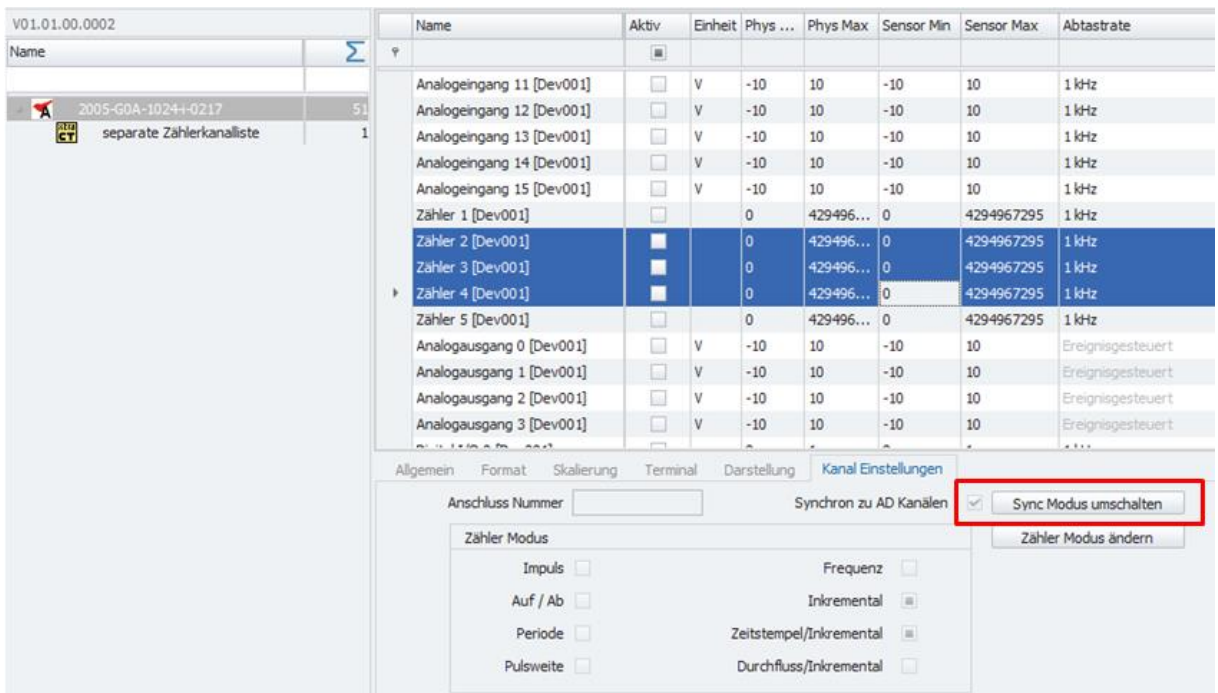 V01.01.00.0002
Name Σ
2005-G0A-1024-i-0217 51
separate Zählerkanalliste 1
Name Aktiv Einheit Phys ... Phys Max Sensor Min Sensor Max Abtastrate
Analogeingang 11 [Dev001] V -10 10 -10 10 1 kHz
Analogeingang 12 [Dev001] V -10 10 -10 10 1 kHz
Analogeingang 13 [Dev001] V -10 10 -10 10 1 kHz
Analogeingang 14 [Dev001] V -10 10 -10 10 1 kHz
Analogeingang 15 [Dev001] V -10 10 -10 10 1 kHz
Zähler 1 [Dev001] 0 429496... 0 4294967295 1 kHz
Zähler 2 [Dev001] 0 429496... 0 4294967295 1 kHz
Zähler 3 [Dev001] 0 429496... 0 4294967295 1 kHz
Zähler 4 [Dev001] 0 429496... 0 4294967295 1 kHz
Zähler 5 [Dev001] 0 429496... 0 4294967295 1 kHz
Analogausgang 0 [Dev001] V -10 10 -10 10 Ereignisgesteuert
Analogausgang 1 [Dev001] V -10 10 -10 10 Ereignisgesteuert
Analogausgang 2 [Dev001] V -10 10 -10 10 Ereignisgesteuert
Analogausgang 3 [Dev001] V -10 10 -10 10 Ereignisgesteuert
Allgemein Format Skalierung Terminal Darstellung Kanal Einstellungen
Anschluss Nummer Synchron zu AD Kanälen Sync Modus umschalten
Zähler Modus Zähler Modus ändern
Impuls Frequenz
Auf / Ab Inkremental
Periode Zeitstempel/Inkremental
Pulsweite Durchfluss/Inkremental